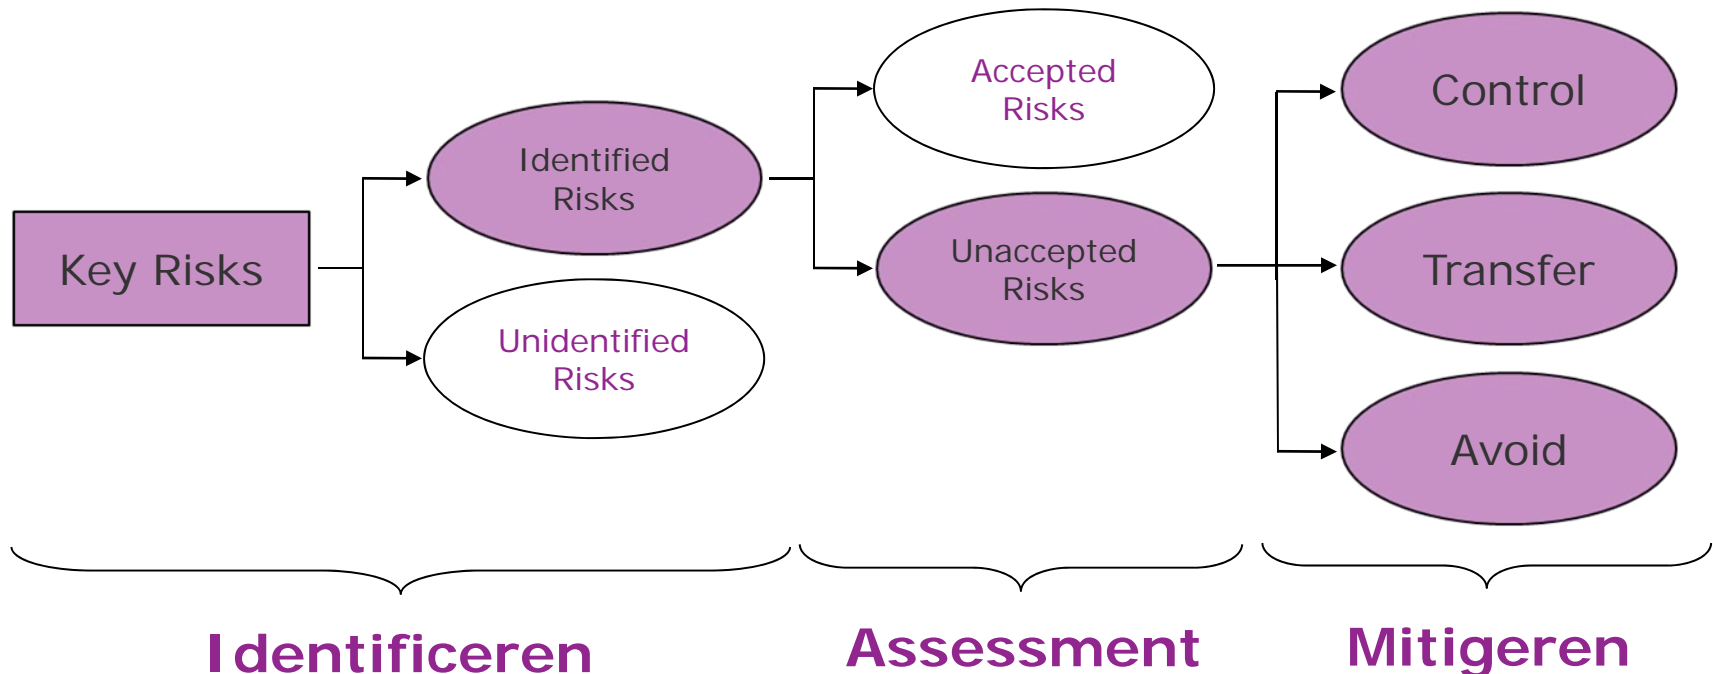 Key Risks
Identified
Risks
Unidentified
Risks
Accepted
Risks
Unaccepted
Risks
Control
Transfer
Avoid
Identificeren
Assessment
Mitigeren